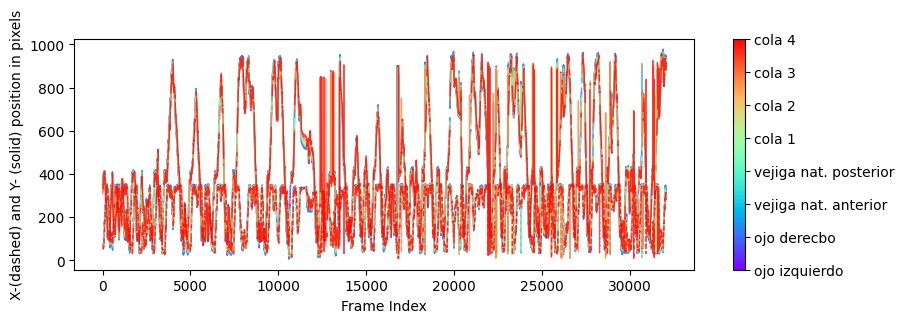 X-(dashed) and Y- (solid) position in pixels
1000
800
600
400
200
0
0
5000
10000
15000
20000
25000
30000
Frame Index
cola 4
cola 3
cola 2
cola 1
vejiga nat. posterior
vejiga nat. anterior
ojo derecbo
ojo izquierdo